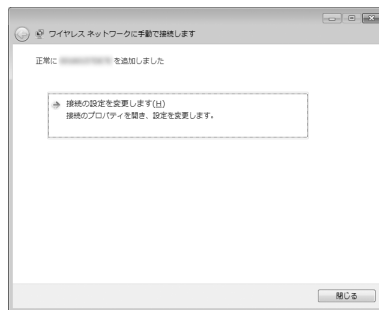 ワイヤレス ネットワークに手動で接続します
正常に を追加しました
接続の設定を変更します(H)
接続のプロパティを開き、設定を変更します。
閉じる